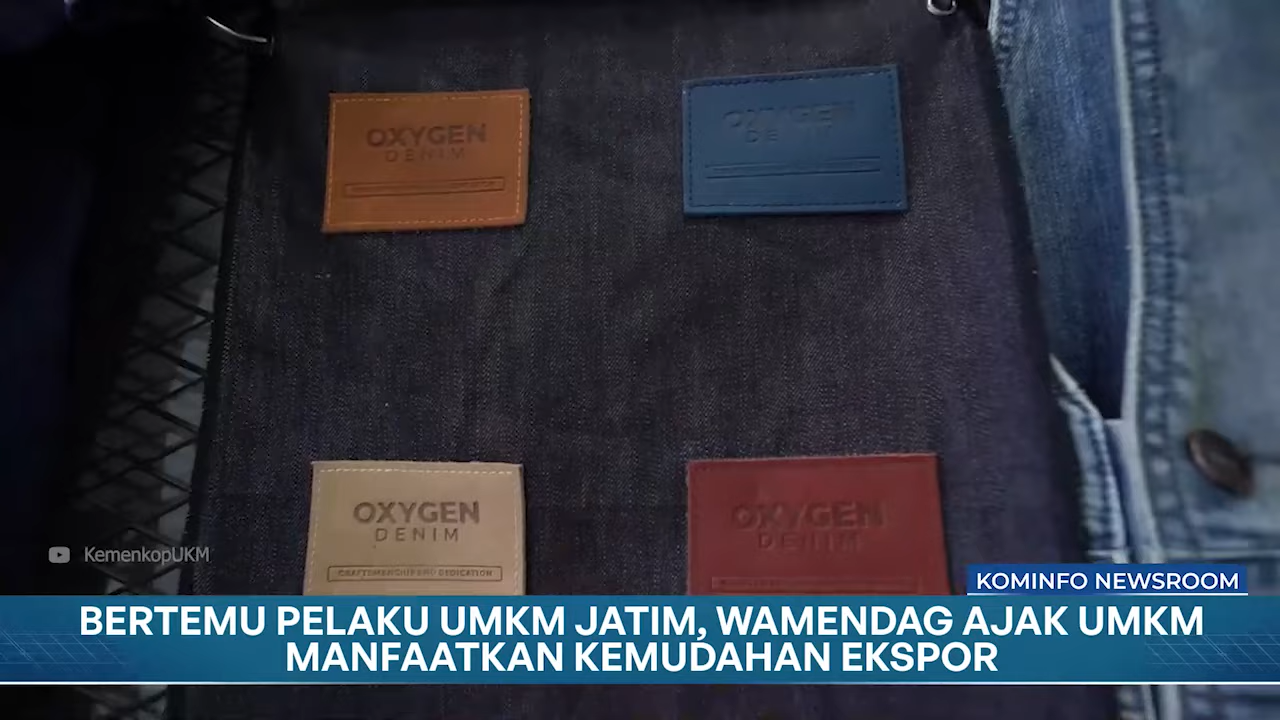 OXYGEN
DENIM
OXYGEN
DENIM
OXYGEN
DENIM
CRAFTSMENSHIP AND DEDICATION
OXYGEN
DENIM
KemenkopUKM
KOMINFO NEWSROOM
BERTEMU PELAKU UMKM JATIM, WAMENDAG AJAK UMKM
MANFAATKAN KEMUDAHAN EKSPOR